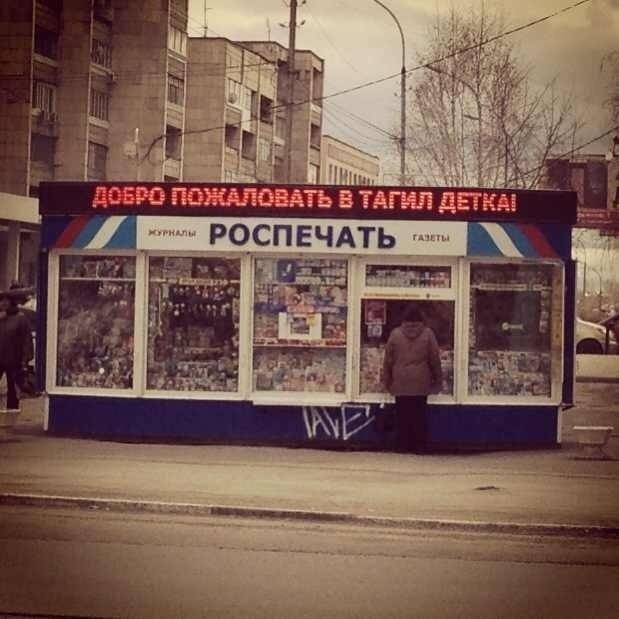 ДОБРО ПОЖАЛОВАТЬ В ТАГИЛ ДЕТКА!
ЖУРНАЛЫ РОСПЕЧАТЬ ГАЗЕТЫ